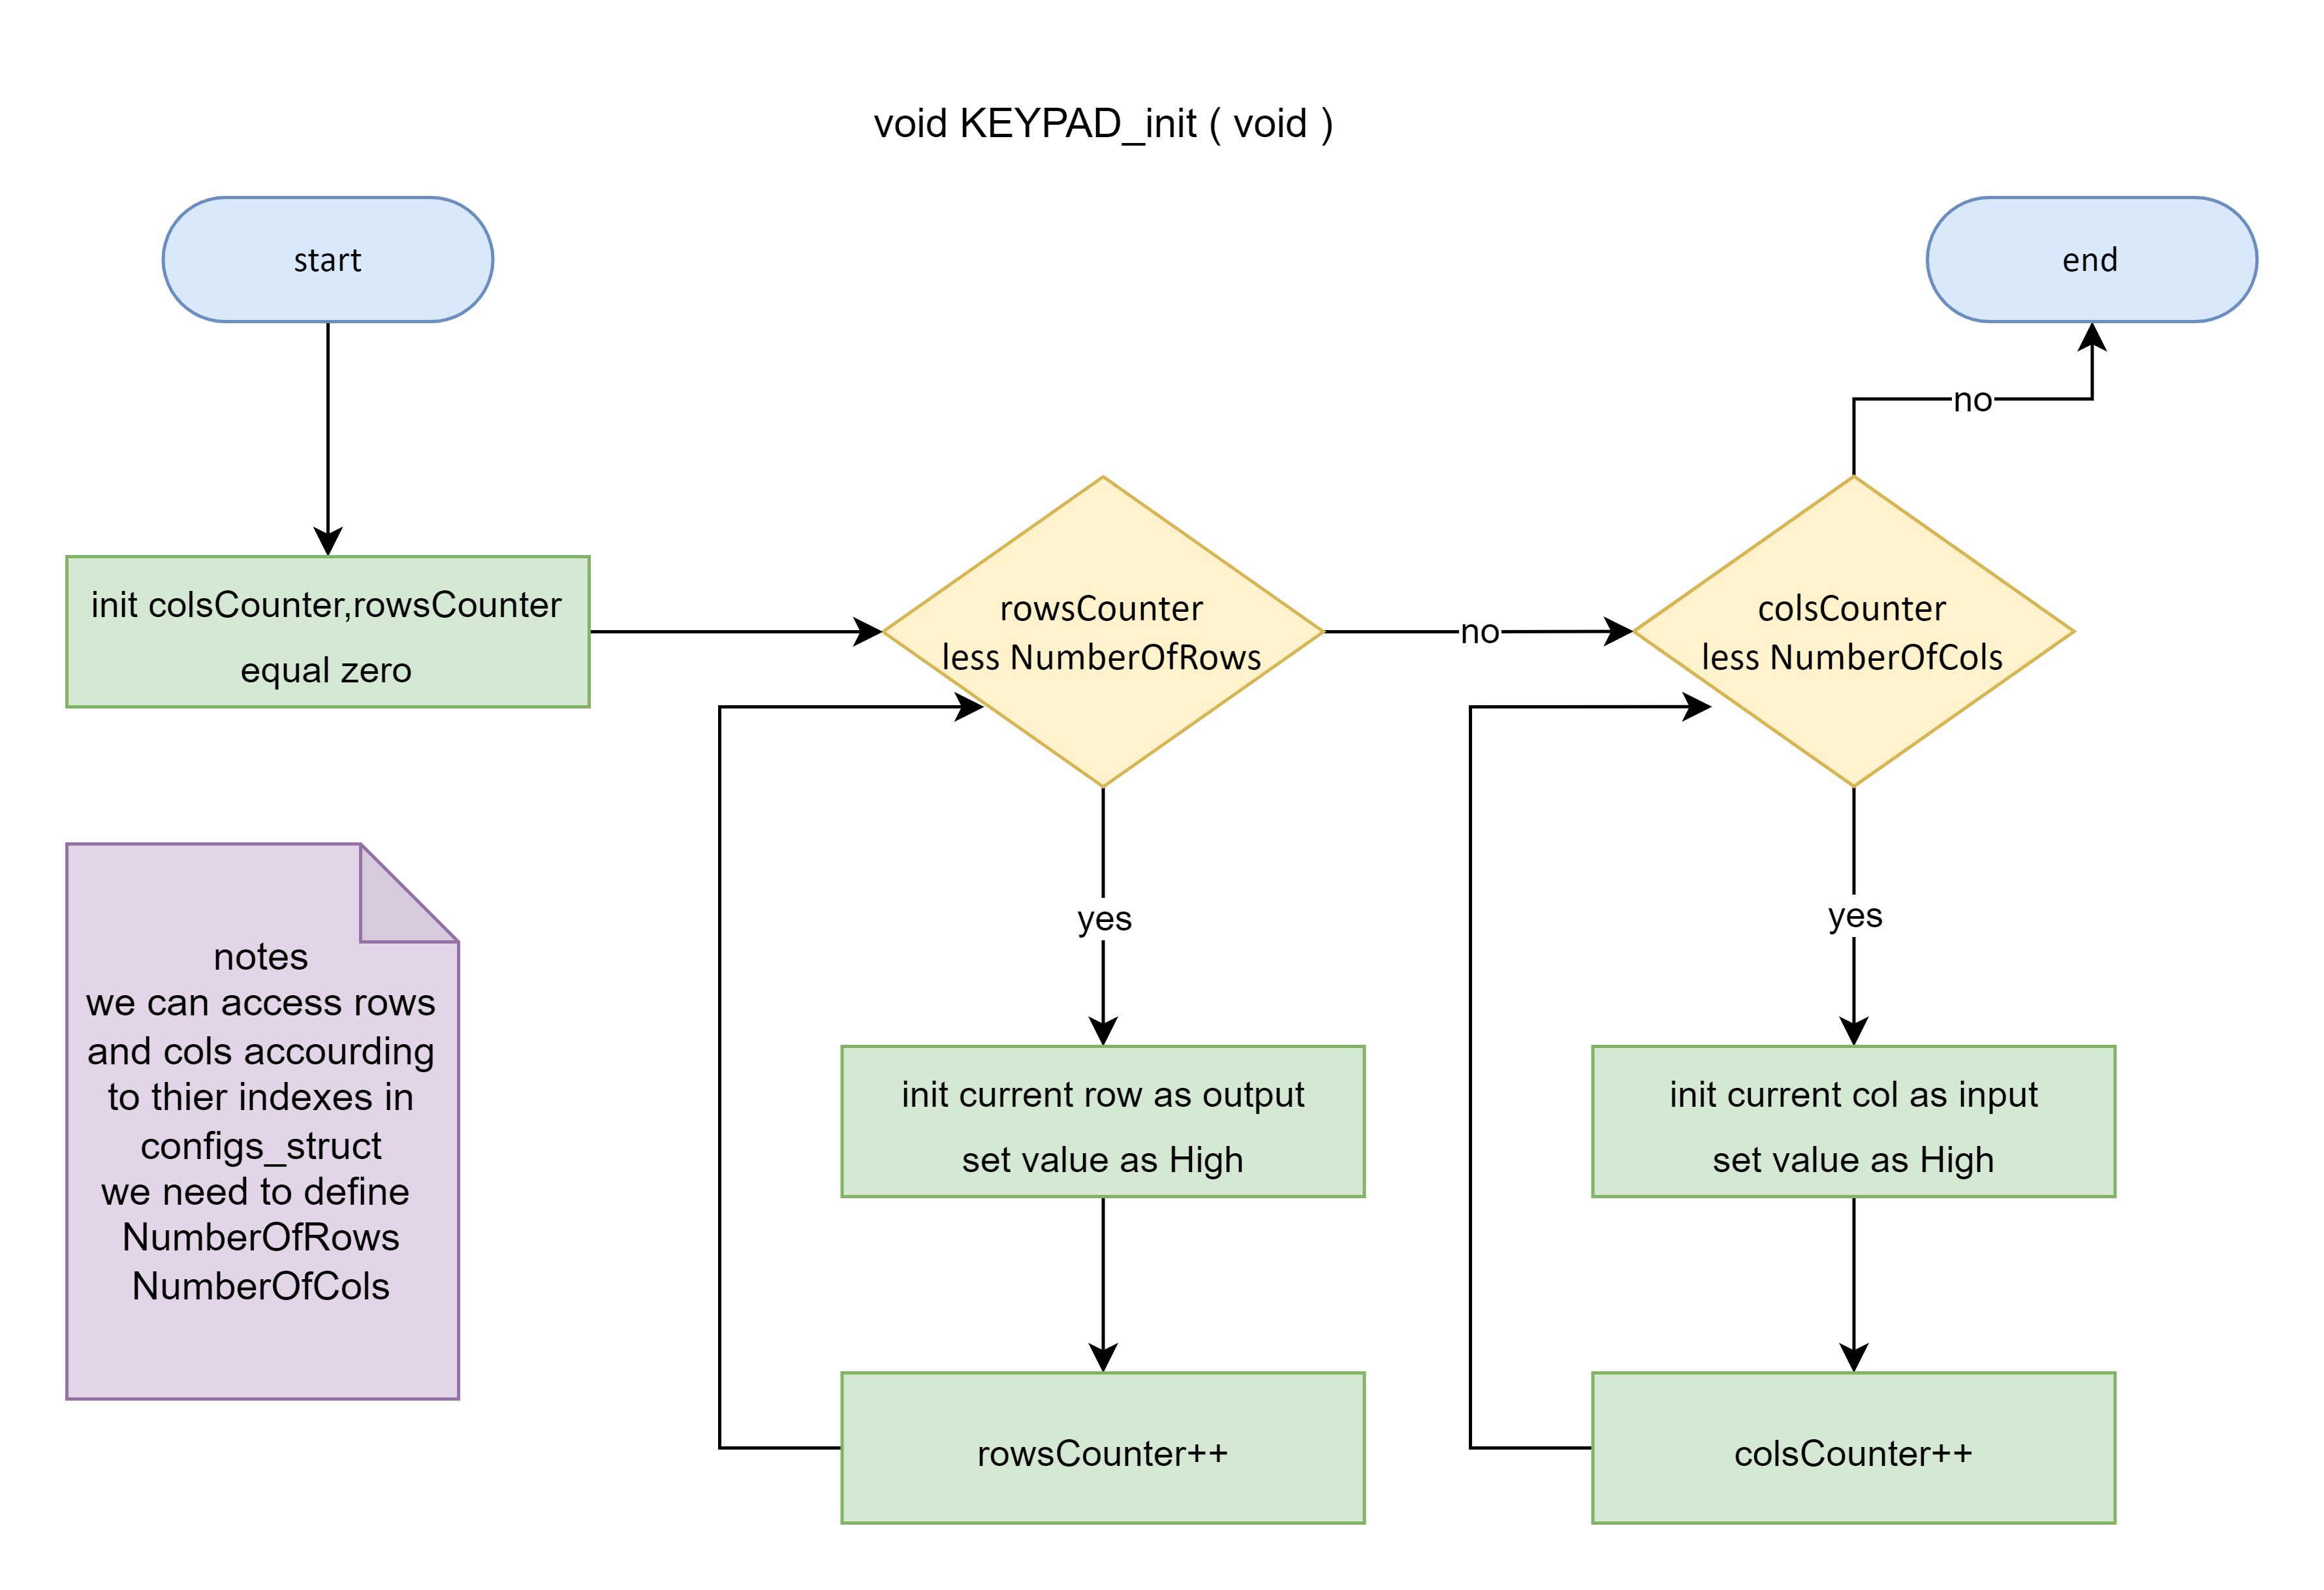 void KEYPAD_init ( void )
start
end
no
init colsCounter,rowsCounter
equal zero
rowsCounter
less NumberOfRows
no
colsCounter
less NumberOfCols
yes
yes
notes
we can access rows
and cols accourding
to thier indexes in
configs_struct
we need to define
NumberOfRows
NumberOfCols
init current row as output
set value as High
init current col as input
set value as High
rowsCounter++
colsCounter++